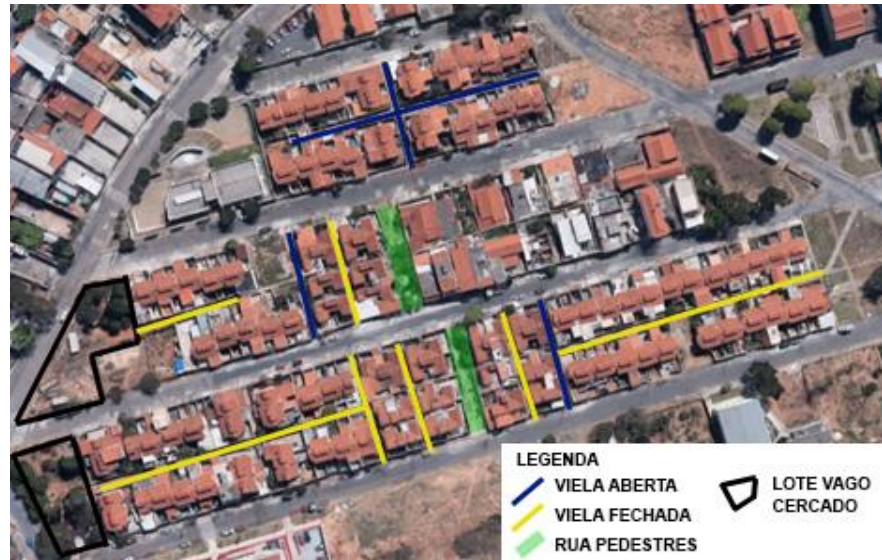 LEGENDA
VIELA ABERTA
VIELA FECHADA
RUA PEDESTRES
LOTE VAGO
CERCADO